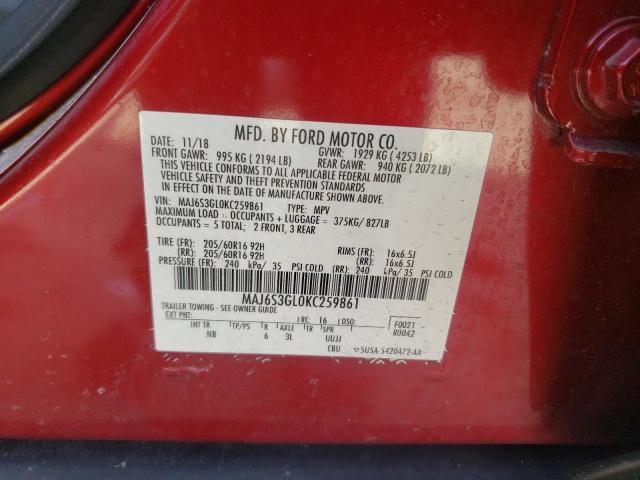 MFD. BY FORD MOTOR CO.
DATE: 11/18 GVWR: 1929 KG ( 4253 LB)
FRONT GAWR: 995 KG ( 2194 LB) REAR GAWR: 940 KG ( 2072 LB)
THIS VEHICLE CONFORMS TO ALL APPLICABLE FEDERAL MOTOR
VEHICLE SAFETY AND THEFT PREVENTION STANDARDS
IN EFFECT ON THE DATE OF MANUFACTURE SHOWN ABOVE.
VIN: MAJ6S3GL0KC259861 TYPE: MPV
MAXIMUM LOAD = OCCUPANTS + LUGGAGE = 375KG/ 827LB
OCCUPANTS = 5 TOTAL; 2 FRONT, 3 REAR
TIRE (FR): 205/60R16 92H RIMS (FR): 16x6.5J
(RR): 205/60R16 92H (RR): 16x6.5J
PRESSURE (FR): 240 kPa/ 35 PSI COLD (RR) 240 kPa/ 35 PSI COLD
MAJ6S3GL0KC259861
TRAILER TOWING - SEE OWNER GUIDE
EXT PNT: RC: 16 DSO: F0021
R0042
INT TR TP/PS R AXLE TR SPR
NB 6 3L UUJJ
CBU 5U5A-5420472-AA